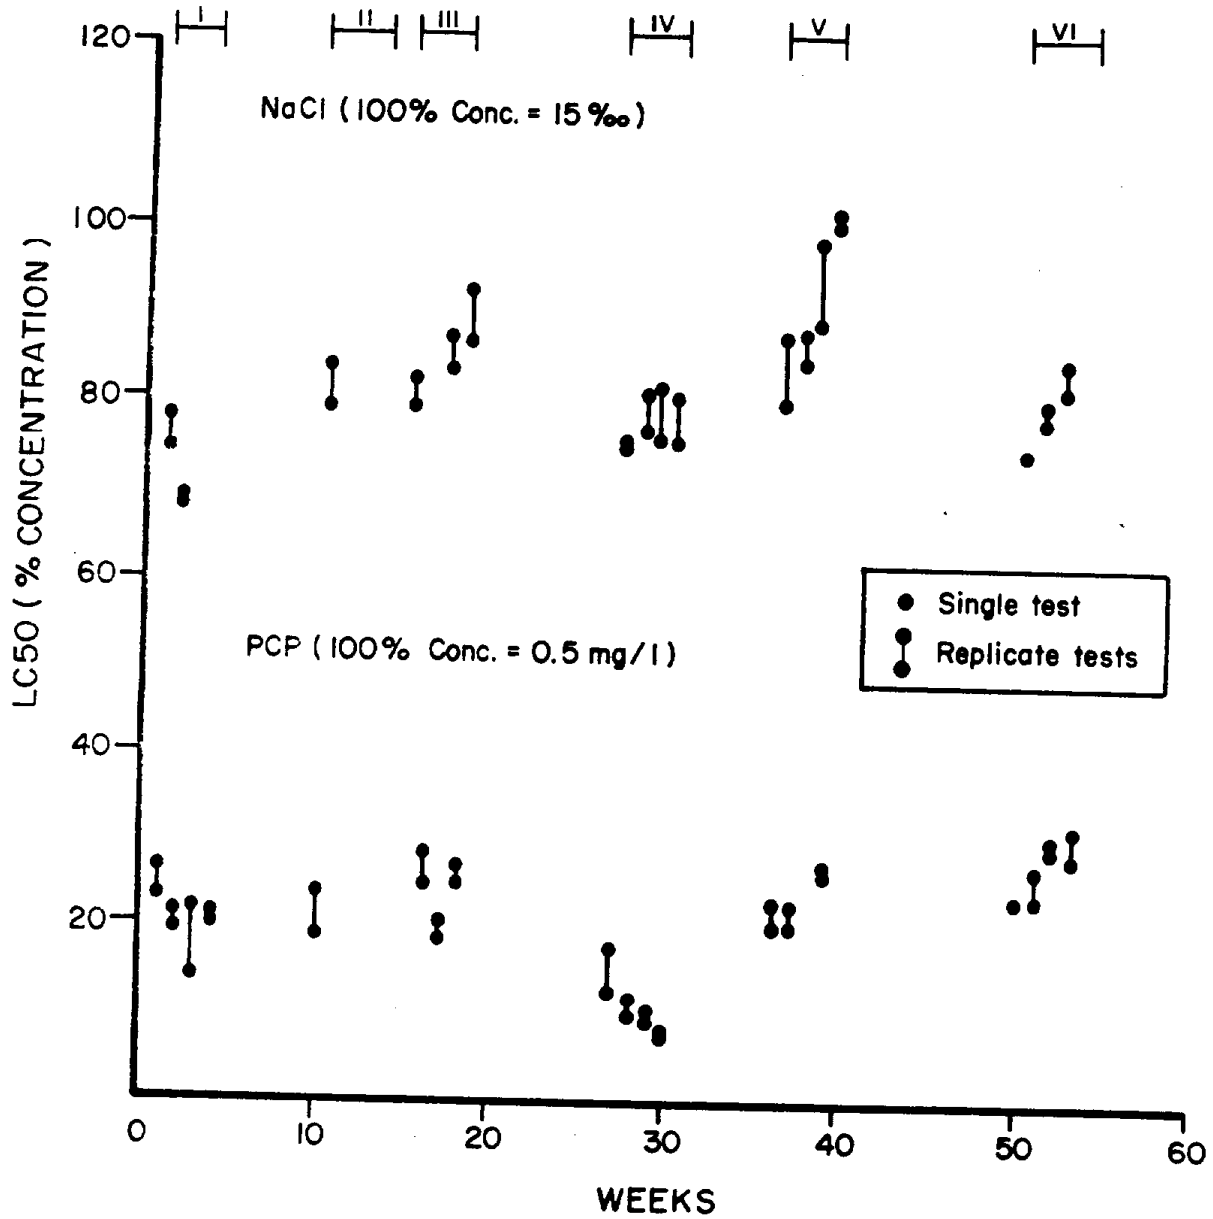 I II III IV V VI
120
NaCl (100% Conc. = 15 ‰)
100
80
60
Single test
Replicate tests
PCP (100% Conc. = 0.5 mg/l)
40
20
0 10 20 30 40 50 60
WEEKS
LC50 (% CONCENTRATION)